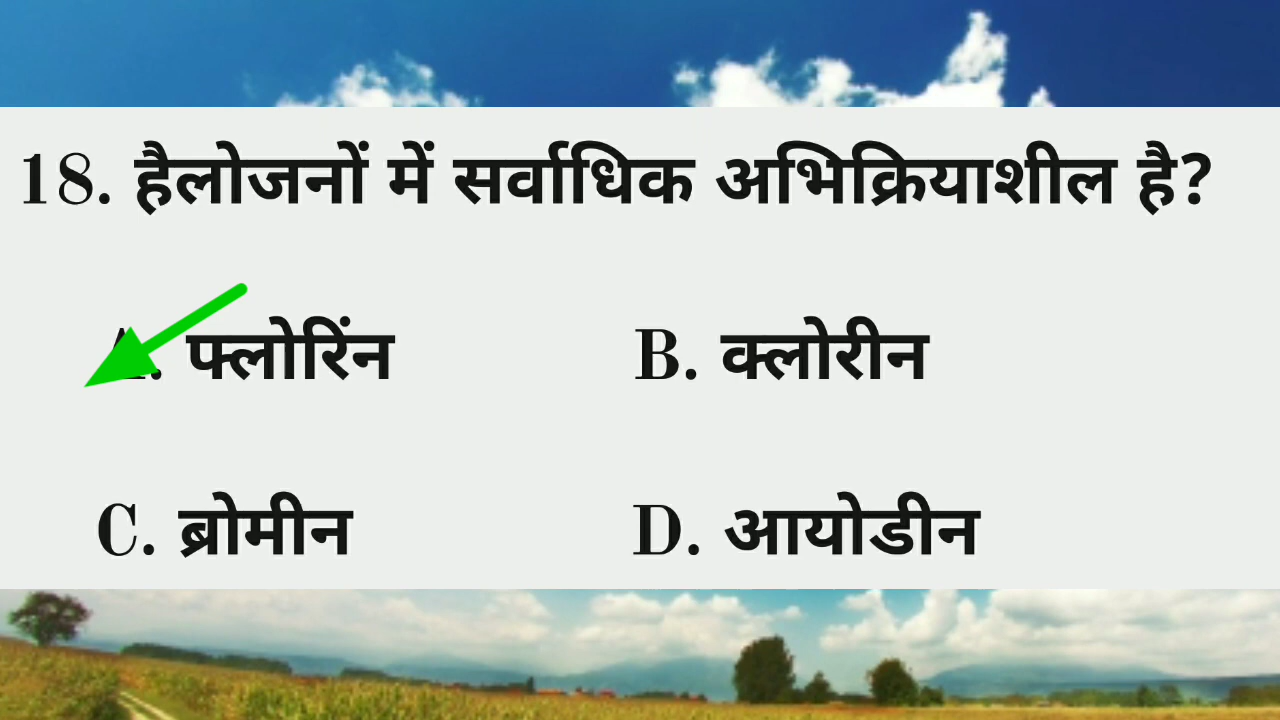 18. हैलोजनों में सर्वाधिक अभिक्रियाशील है?
A. फ्लोरिंन B. क्लोरीन
C. ब्रोमीन D. आयोडीन